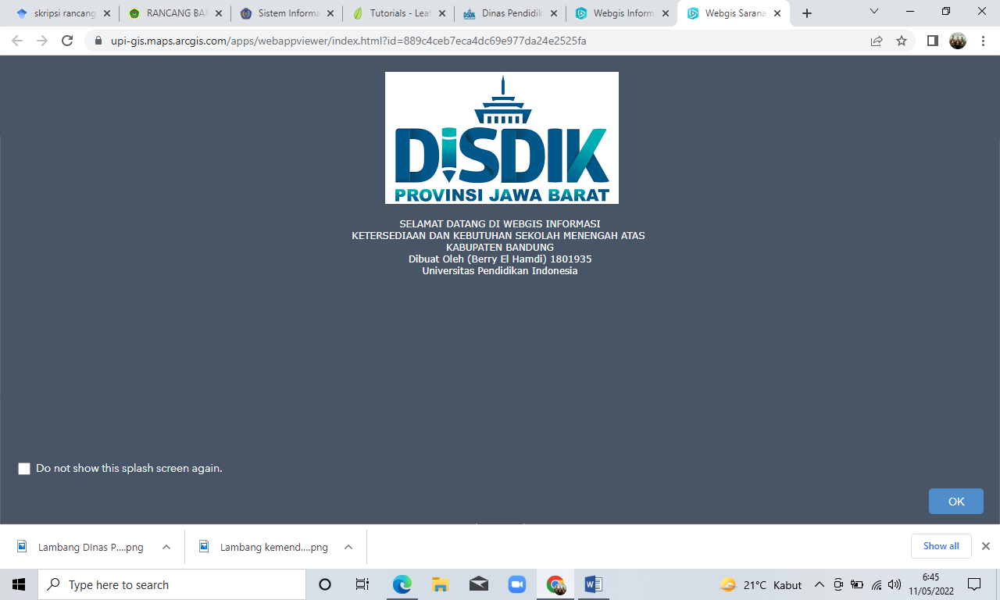 skripsi rancang
RANCANG BAN
Sistem Informa
Tutorials - Leaf
Dinas Pendidik
Webgis Inform
Webgis Sarana
upi-gis.maps.arcgis.com/apps/webappviewer/index.html?id=889c4ceb7eca4dc69e977da24e2525fa
DiSDIK
PROVINSI JAWA BARAT
SELAMAT DATANG DI WEBGIS INFORMASI
KETERSEDIAAN DAN KEBUTUHAN SEKOLAH MENENGAH ATAS
KABUPATEN BANDUNG
Dibuat Oleh (Berry El Hamdi) 1801935
Universitas Pendidikan Indonesia
Do not show this splash screen again.
OK
Lambang DInas P....png
Lambang kemend....png
Show all
Type here to search
21°C Kabut
6:45
11/05/2022